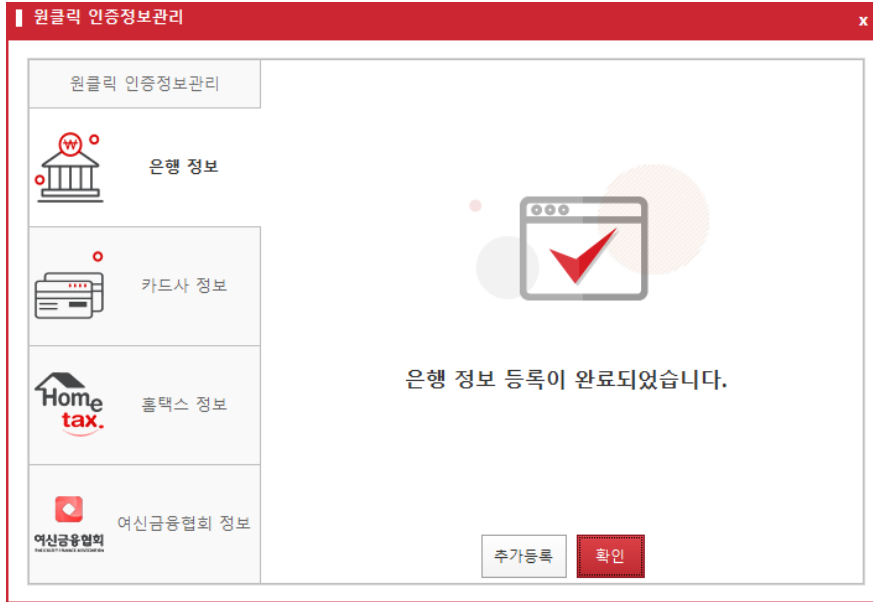 원클릭 인증정보관리
x
원클릭 인증정보관리
은행 정보
카드사 정보
Home
tax.
홈택스 정보
여신금융협회
여신금융협회 정보
은행 정보 등록이 완료되었습니다.
추가등록
확인